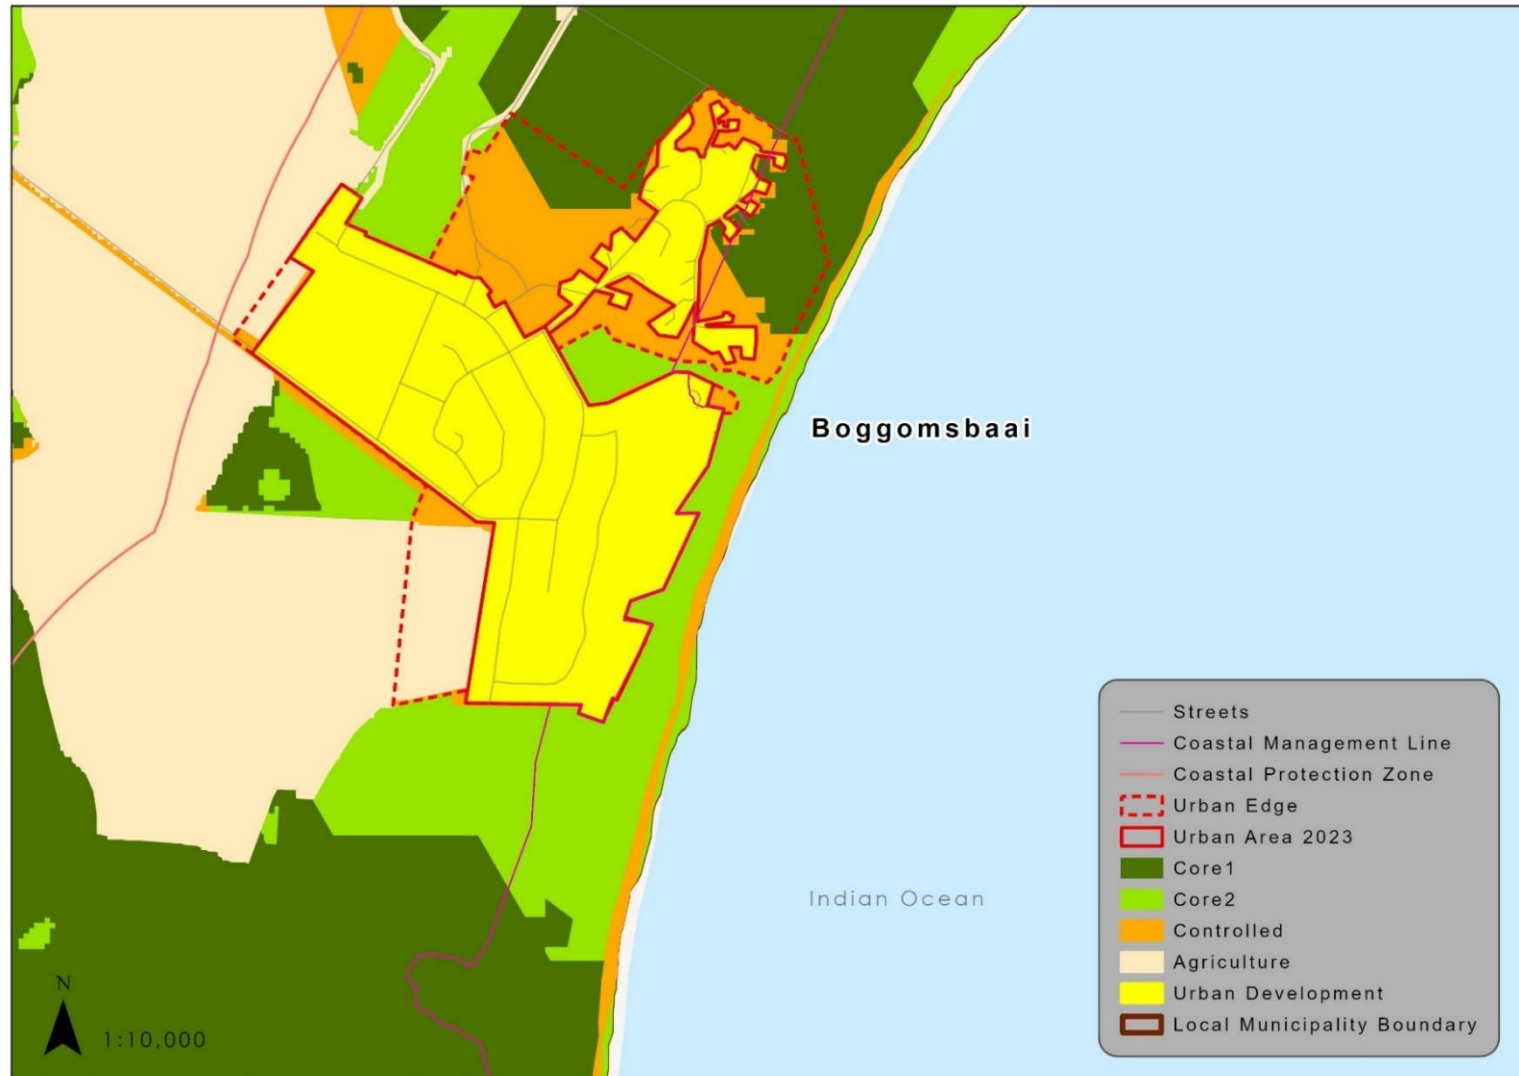 Boggomsbaai
Streets
Coastal Management Line
Coastal Protection Zone
Urban Edge
Urban Area 2023
Core1
Core2
Controlled
Agriculture
Urban Development
Local Municipality Boundary
Indian Ocean
N
1:10,000